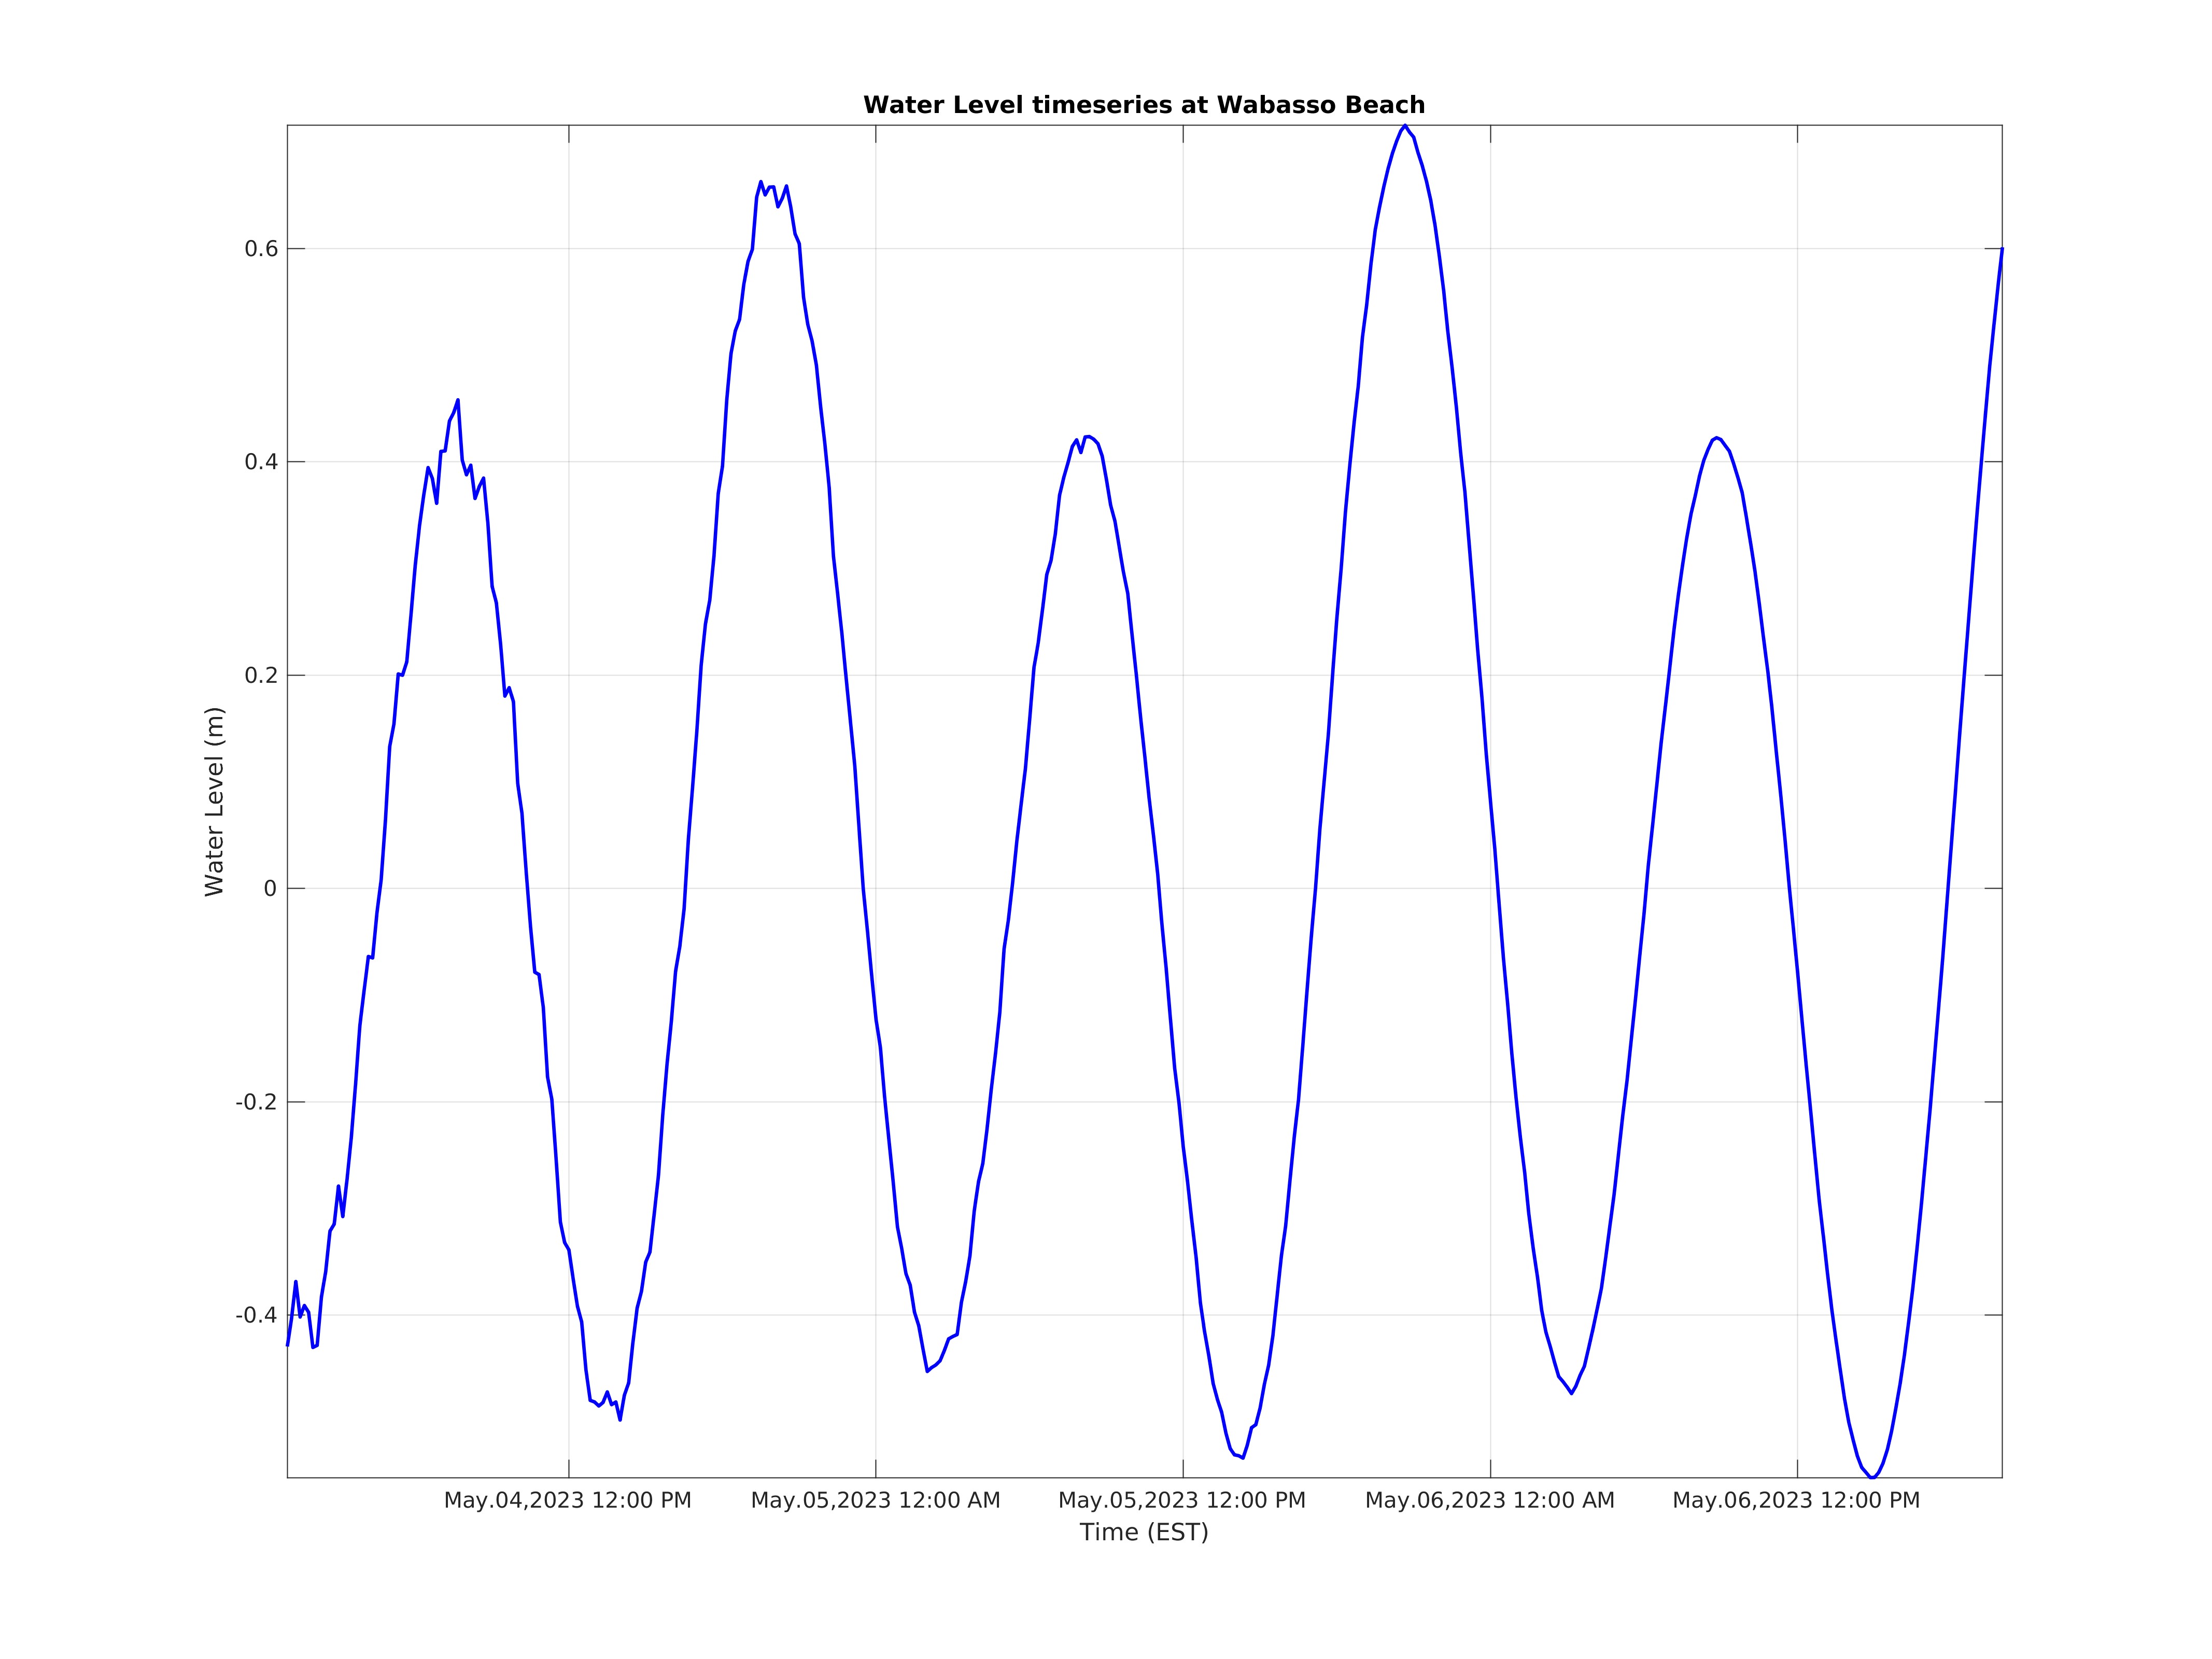 Water Level timeseries at Wabasso Beach
0.6
0.4
0.2
0
-0.2
-0.4
Water Level (m)
May.04,2023 12:00 PM
May.05,2023 12:00 AM
May.05,2023 12:00 PM
May.06,2023 12:00 AM
May.06,2023 12:00 PM
Time (EST)